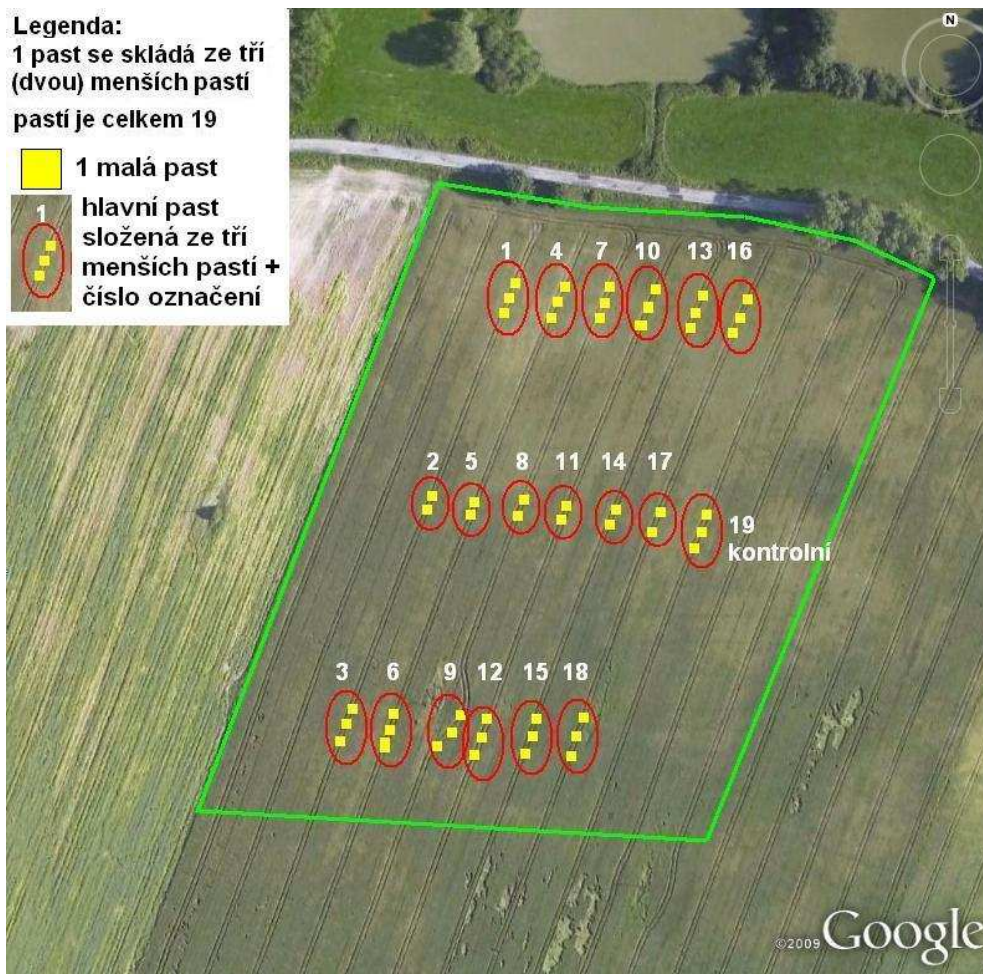 Legenda:
1 past se skládá ze tří
(dvou) menších pastí
pastí je celkem 19
1 malá past
1
hlavní past
složená ze tří
menších pastí +
číslo označení
N
1 4 7 10 13 16
2 5 8 11 14 17
19
kontrolní
3 6 9 12 15 18
©2009 Google